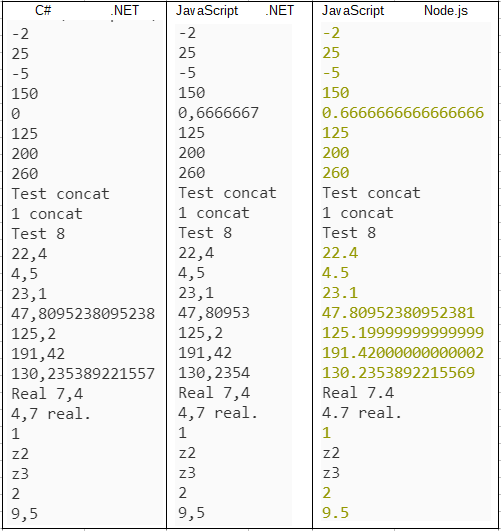 C# .NET JavaScript .NET JavaScript Node.js
-2 -2 -2
25 25 25
-5 -5 -5
150 150 150
0 0,6666667 0.6666666666666666
125 125 125
200 200 200
260 260 260
Test concat Test concat Test concat
1 concat 1 concat 1 concat
Test 8 Test 8 Test 8
22,4 22,4 22.4
4,5 4,5 4.5
23,1 23,1 23.1
47,8095238095238 47,80953 47.80952380952381
125,2 125,2 125.19999999999999
191,42 191,42 191.42000000000002
130,235389221557 130,2354 130.2353892215569
Real 7,4 Real 7,4 Real 7.4
4,7 real. 4,7 real. 4.7 real.
1 1 1
z2 z2 z2
z3 z3 z3
2 2 2
9,5 9,5 9.5